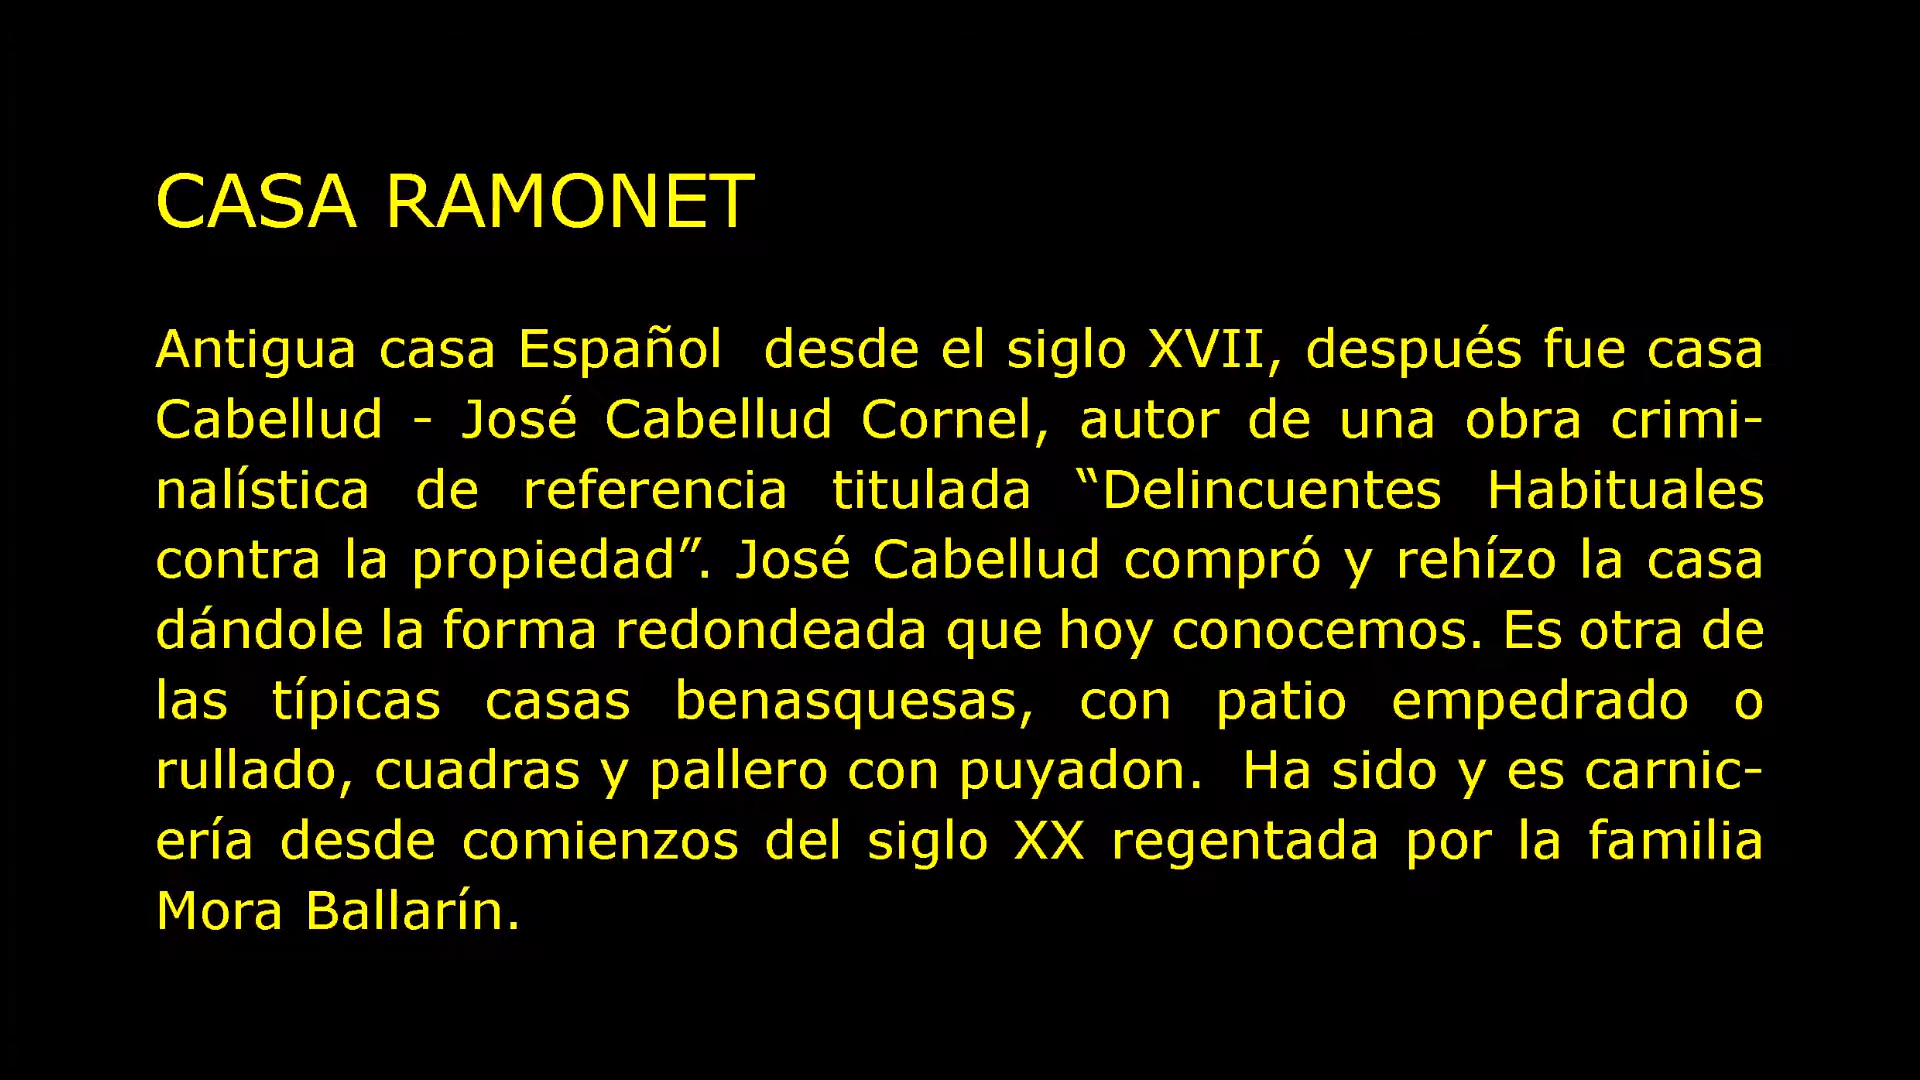 CASA RAMONET
Antigua casa Español  desde el siglo XVII, después fue casa
Cabellud - José Cabellud Cornel, autor de una obra crimi-
nalística de referencia titulada “Delincuentes Habituales
contra la propiedad”. José Cabellud compró y rehízo la casa
dándole la forma redondeada que hoy conocemos. Es otra de
las típicas casas benasquesas, con patio empedrado o
rullado, cuadras y pallero con puyadon.  Ha sido y es carnic-
ería desde comienzos del siglo XX regentada por la familia
Mora Ballarín.